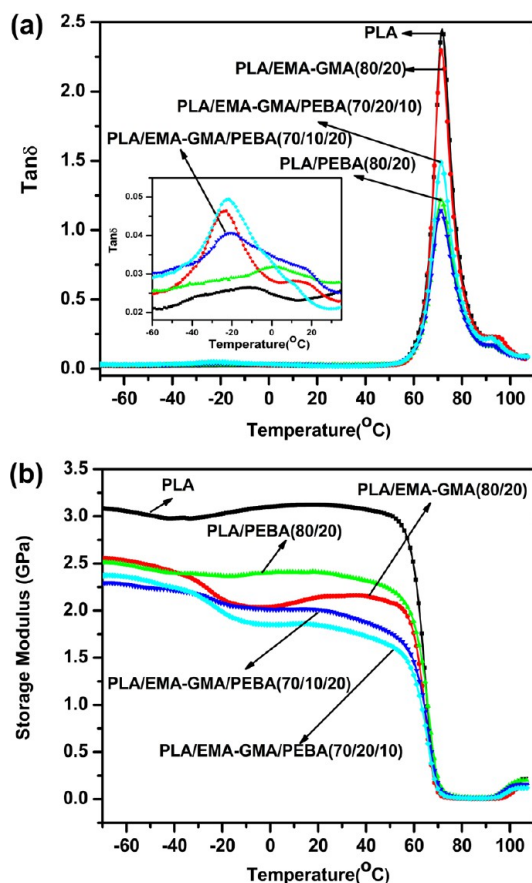 (a)
2.5
2.0
1.5
1.0
0.5
0.0
Tanδ
PLA
PLA/EMA-GMA(80/20)
PLA/EMA-GMA/PEBA(70/20/10)
PLA/EMA-GMA/PEBA(70/10/20)
PLA/PEBA(80/20)
0.05
0.04
0.03
0.02
Tanδ
-60 -40 -20 0 20
Temperature(°C)
-60 -40 -20 0 20 40 60 80 100
Temperature(°C)
(b)
3.5
3.0
2.5
2.0
1.5
1.0
0.5
0.0
Storage Modulus (GPa)
PLA
PLA/EMA-GMA(80/20)
PLA/PEBA(80/20)
PLA/EMA-GMA/PEBA(70/10/20)
PLA/EMA-GMA/PEBA(70/20/10)
-60 -40 -20 0 20 40 60 80 100
Temperature(°C)